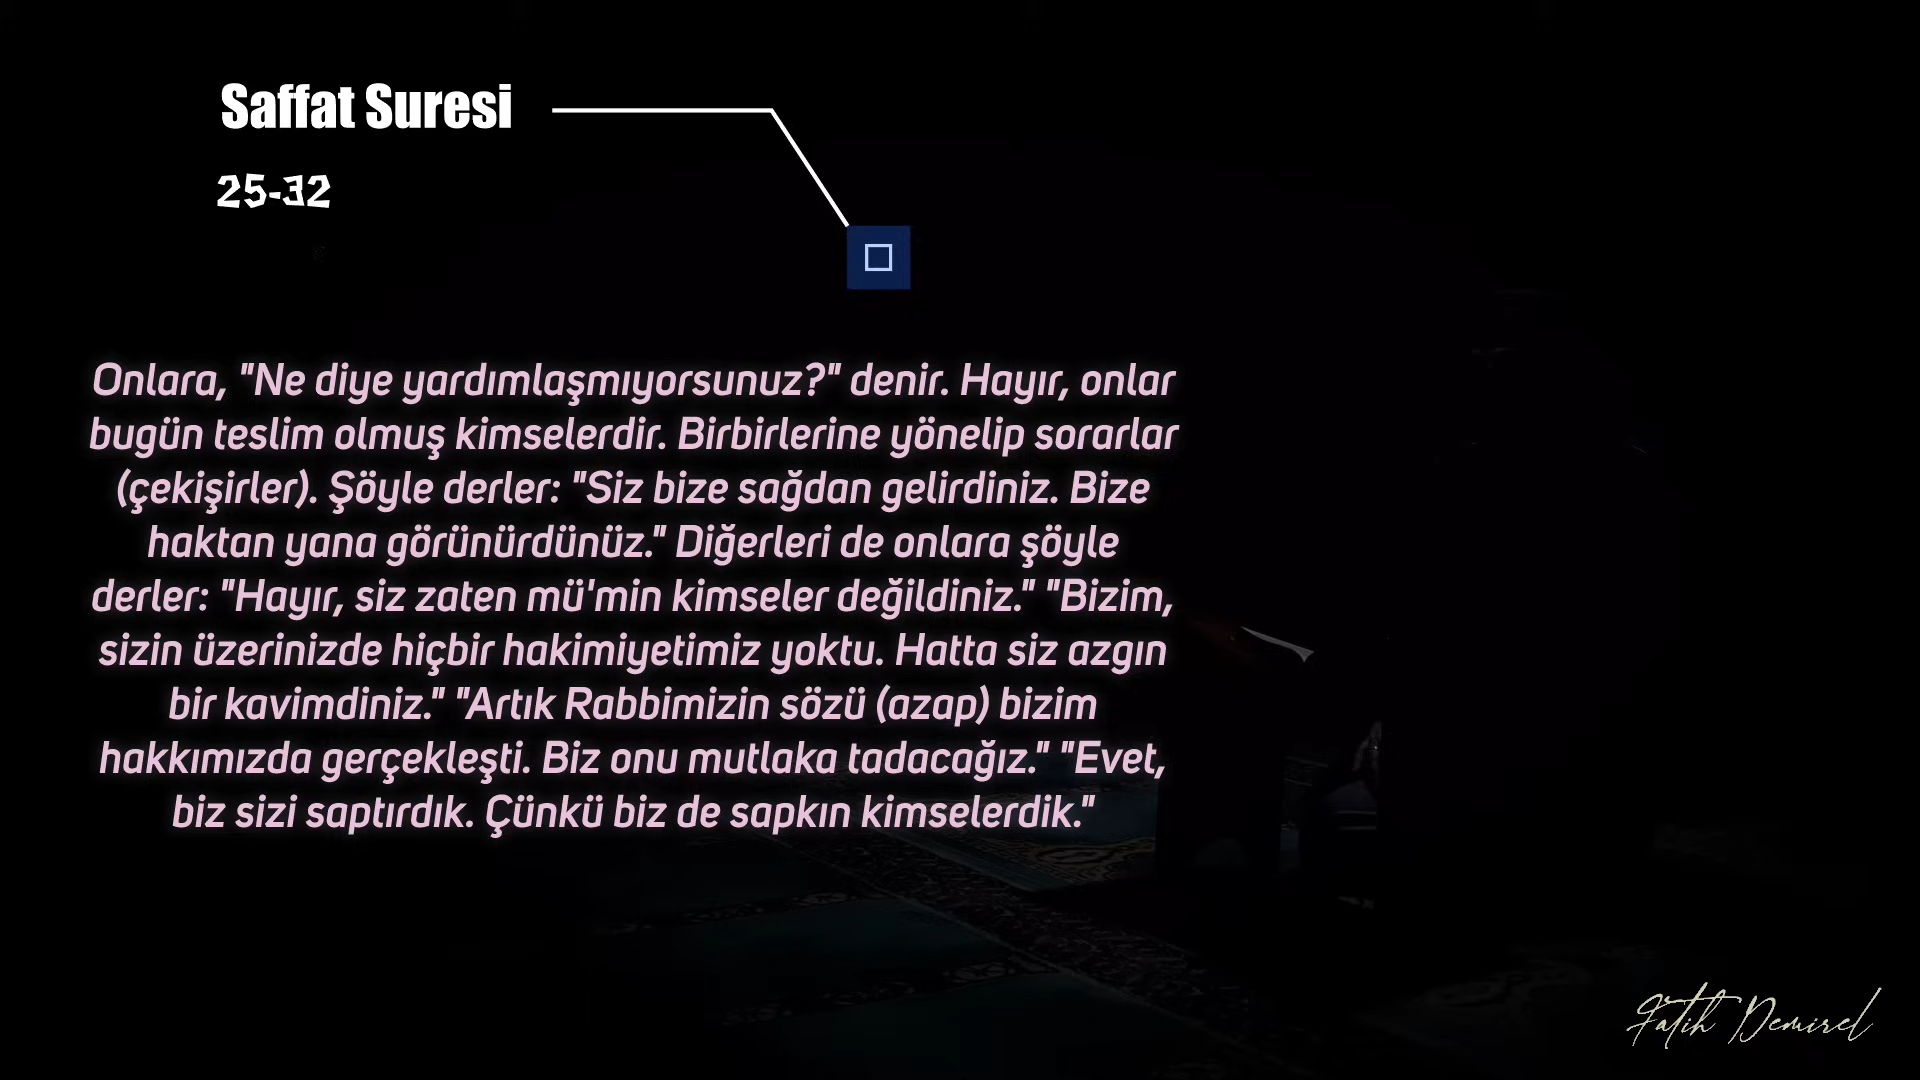 Saffat Suresi
25-32
Onlara, "Ne diye yardımlaşmıyorsunuz?" denir. Hayır, onlar
bugün teslim olmuş kimselerdir. Birbirlerine yönelip sorarlar
(çekişirler). Şöyle derler: "Siz bize sağdan gelirdiniz. Bize
haktan yana görünürdünüz." Diğerleri de onlara şöyle
derler: "Hayır, siz zaten mü'min kimseler değildiniz." "Bizim,
sizin üzerinizde hiçbir hakimiyetimiz yoktu. Hatta siz azgın
bir kavimdiniz." "Artık Rabbimizin sözü (azap) bizim
hakkımızda gerçekleşti. Biz onu mutlaka tadacağız." "Evet,
biz sizi saptırdık. Çünkü biz de sapkın kimselerdik."
Fatih Demirel